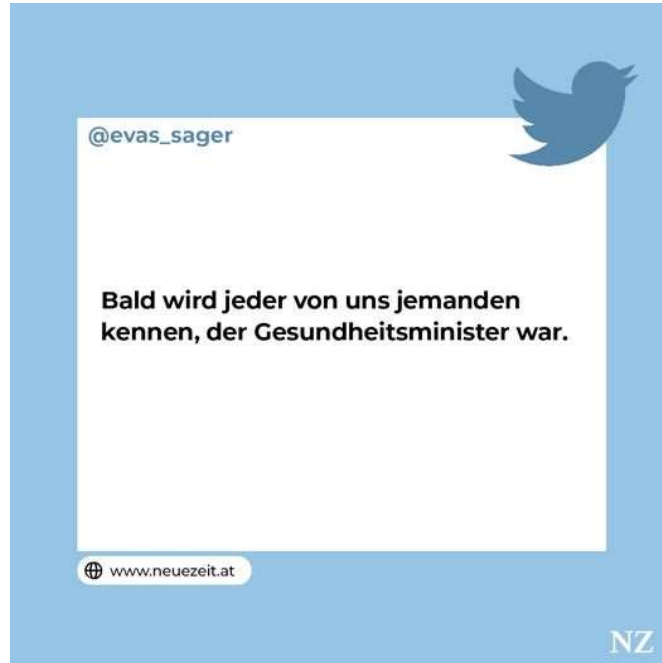 @evas_sager
Bald wird jeder von uns jemanden
kennen, der Gesundheitsminister war.
www.neuezeit.at
NZ